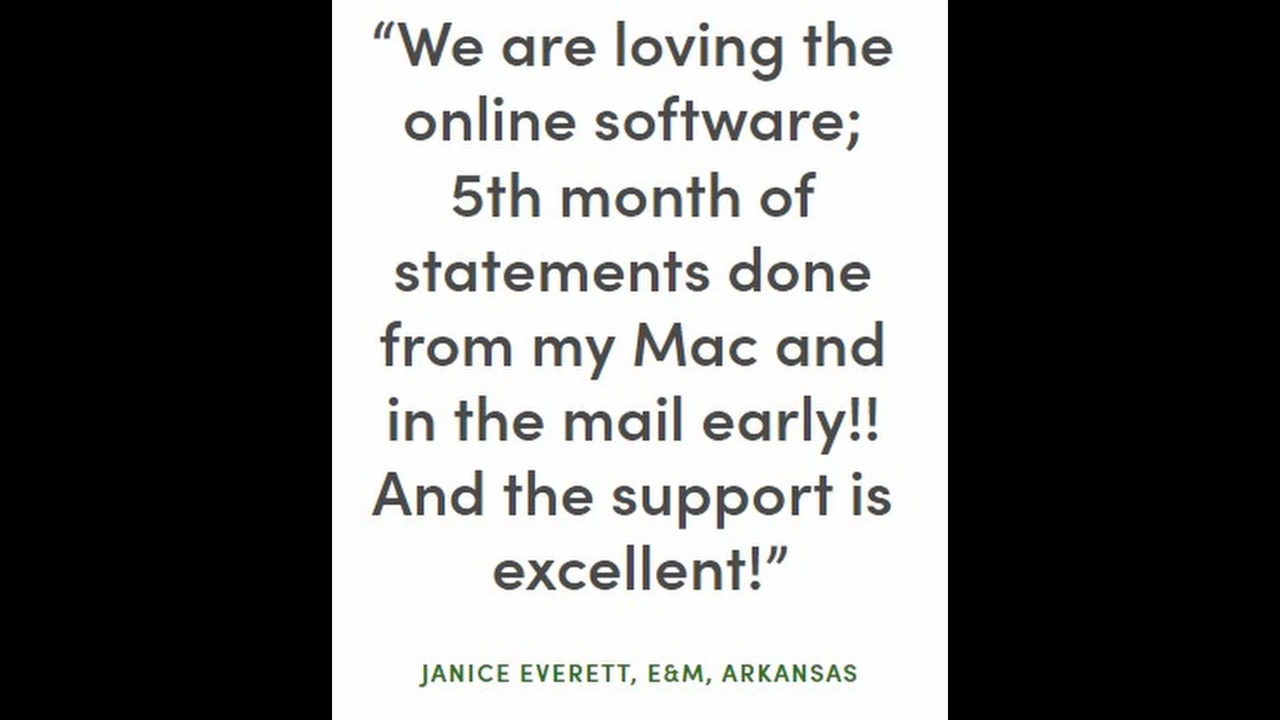 “We are loving the
online software;
5th month of
statements done
from my Mac and
in the mail early!!
And the support is
excellent!”
JANICE EVERETT, E&M, ARKANSAS